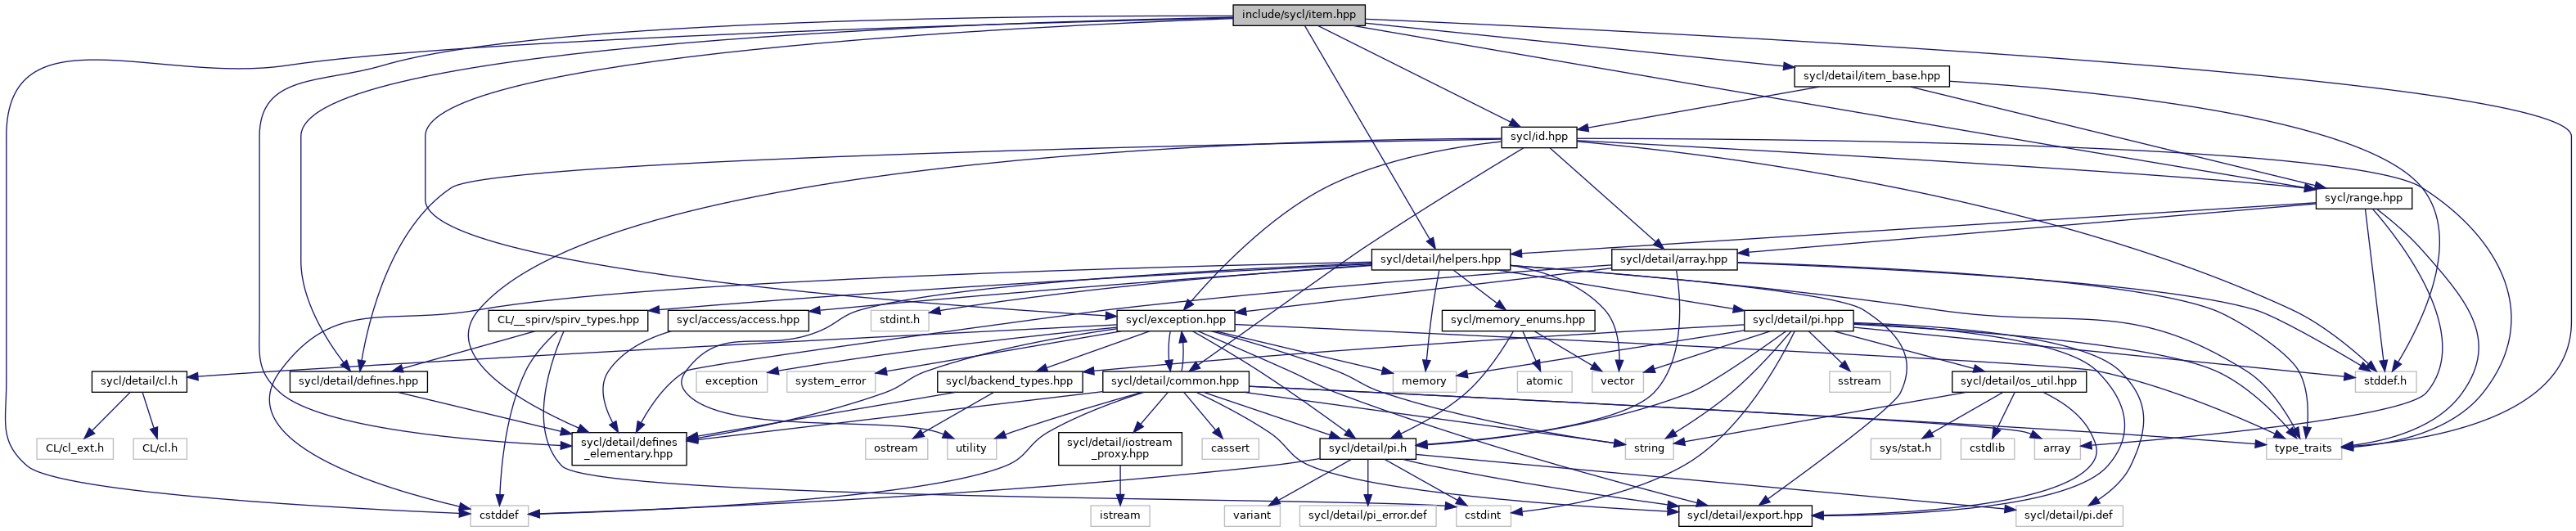 include/sycl/item.hpp
sycl/detail/item_base.hpp
sycl/id.hpp
sycl/range.hpp
sycl/detail/helpers.hpp
sycl/detail/array.hpp
CL/__spirv/spirv_types.hpp
sycl/access/access.hpp
stdint.h
sycl/exception.hpp
sycl/memory_enums.hpp
sycl/detail/pi.hpp
sycl/detail/cl.h
sycl/detail/defines.hpp
exception
system_error
sycl/backend_types.hpp
sycl/detail/common.hpp
memory
atomic
vector
sstream
sycl/detail/os_util.hpp
stddef.h
CL/cl_ext.h
CL/cl.h
sycl/detail/defines
_elementary.hpp
ostream
utility
sycl/detail/iostream
_proxy.hpp
cassert
sycl/detail/pi.h
string
sys/stat.h
cstdlib
array
type_traits
cstddef
istream
variant
sycl/detail/pi_error.def
cstdint
sycl/detail/export.hpp
sycl/detail/pi.def